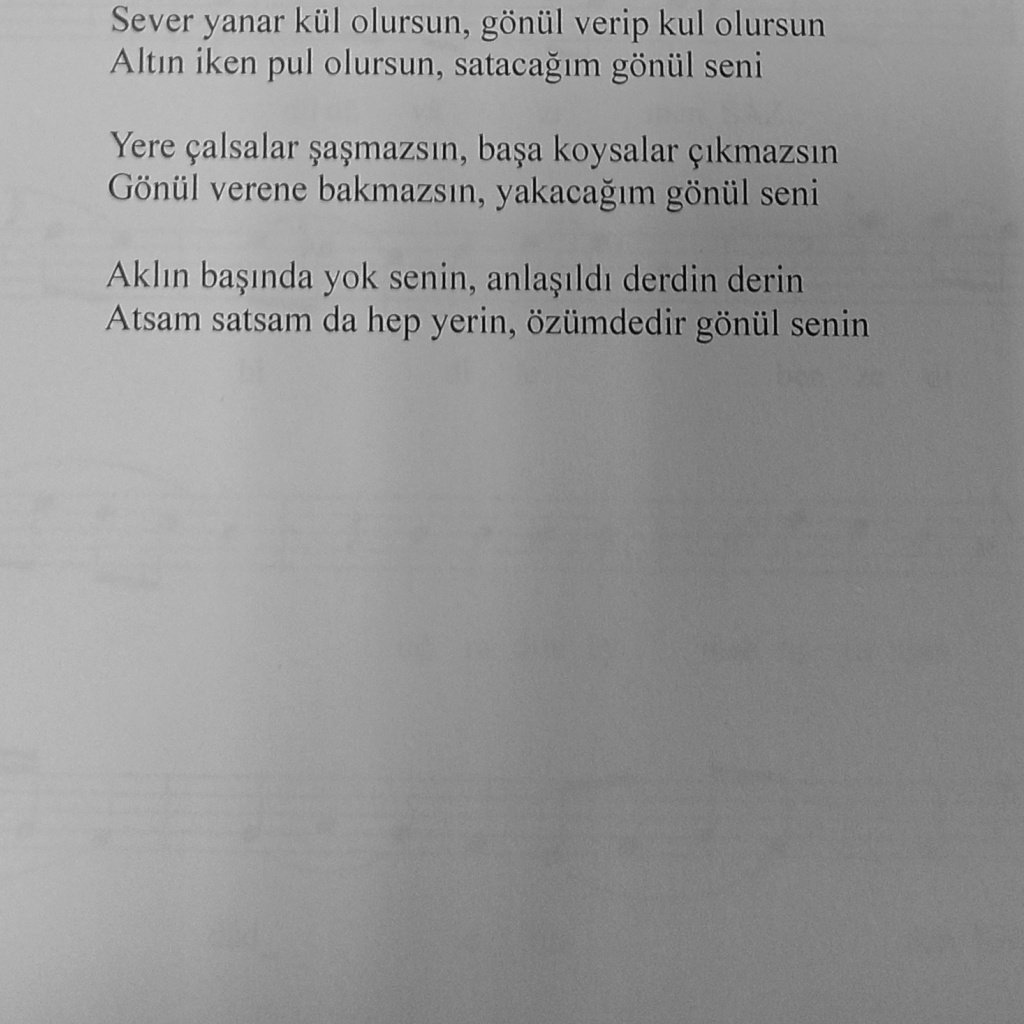 Sever yanar kül olursun, gönül verip kul olursun
Altın iken pul olursun, satacağım gönül seni
Yere çalsalar şaşmazsın, başa koysalar çıkmazsın
Gönül verene bakmazsın, yakacağım gönül seni
Aklın başında yok senin, anlaşıldı derdin derin
Atsam satsam da hep yerin, özümdedir gönül senin